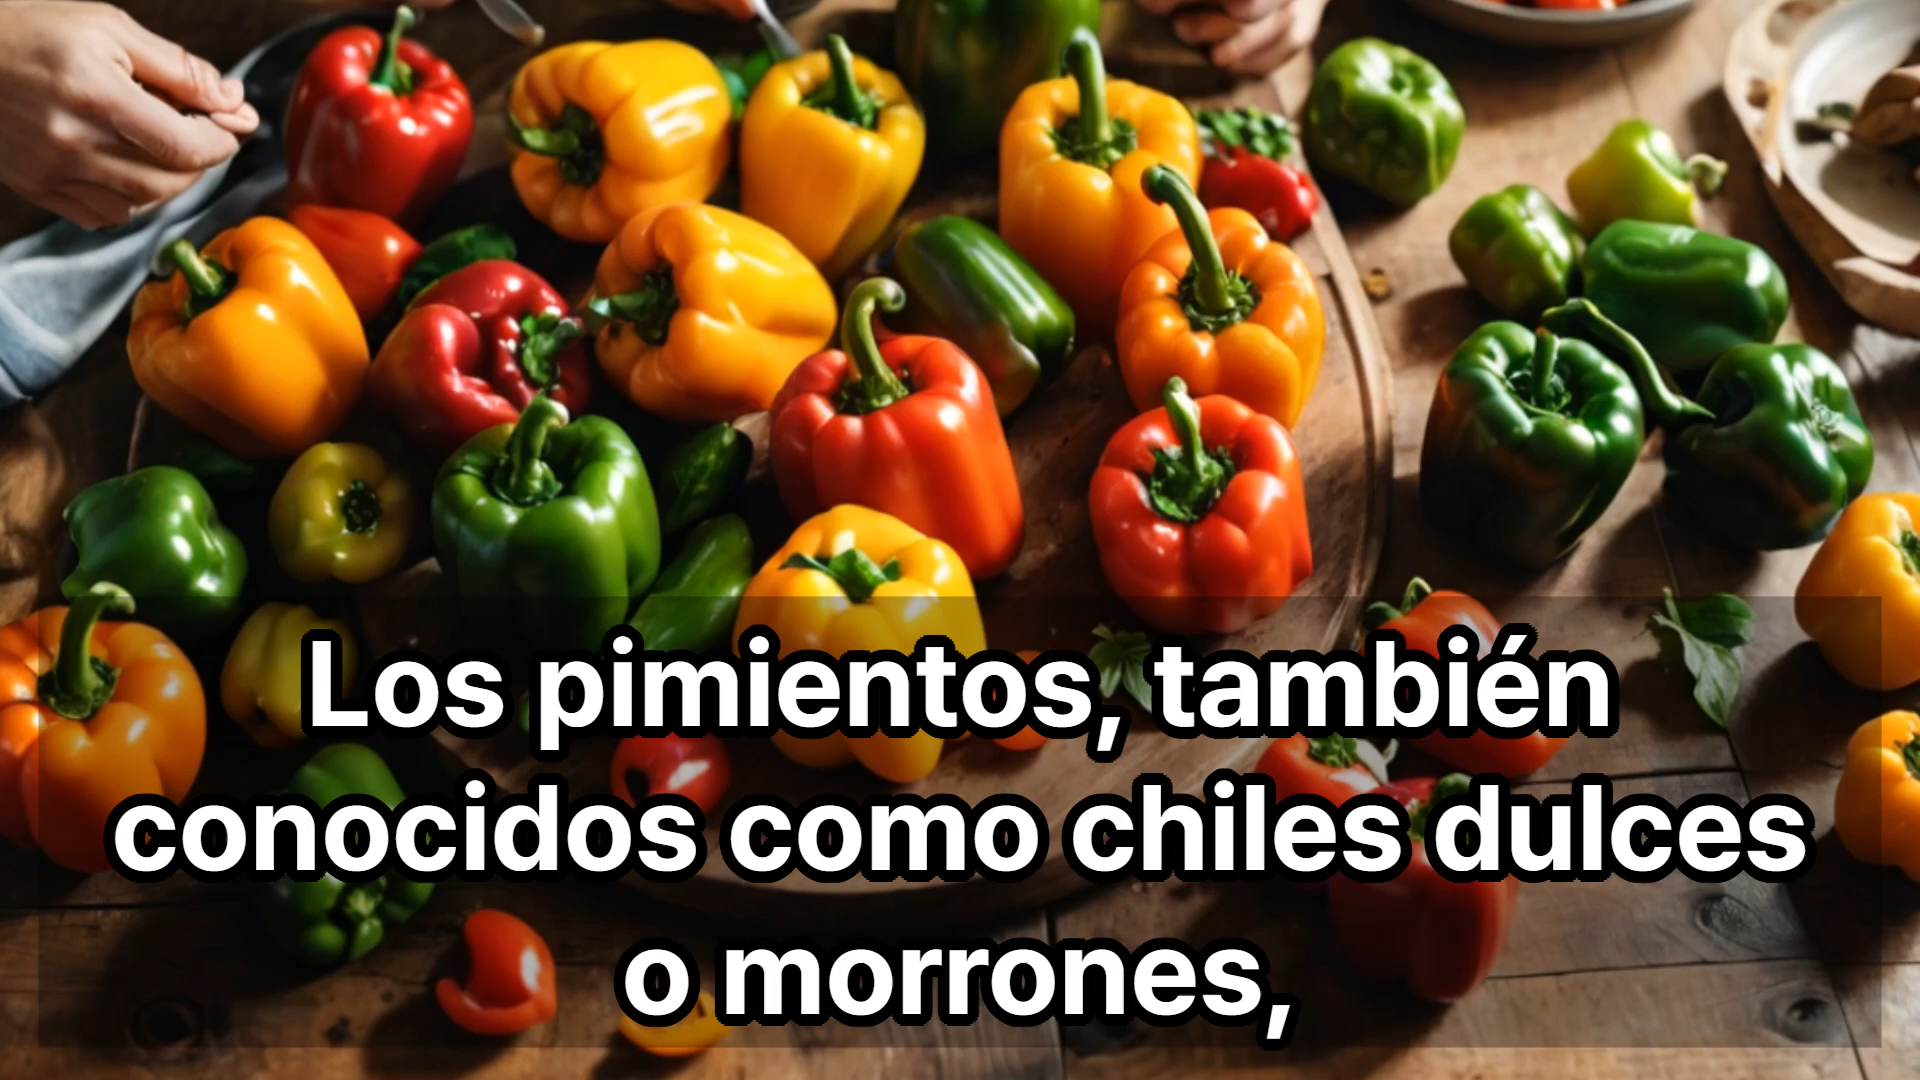 Los pimientos, también
conocidos como chiles dulces
o morrones,